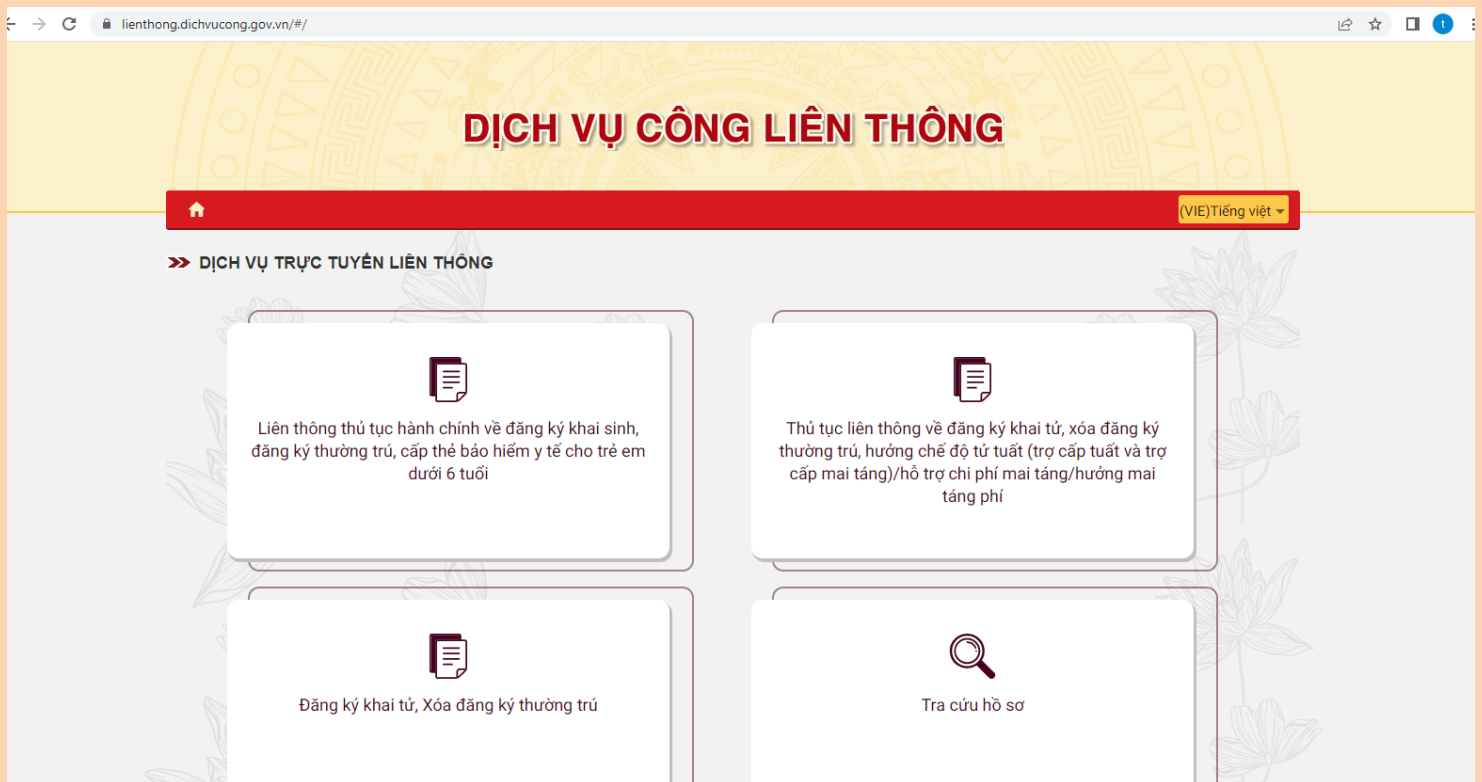 lienthong.dichvucong.gov.vn/#/
t
DỊCH VỤ CÔNG LIÊN THÔNG
(VIE)Tiếng việt
DỊCH VỤ TRỰC TUYẾN LIÊN THÔNG
Liên thông thủ tục hành chính về đăng ký khai sinh,
đăng ký thường trú, cấp thẻ bảo hiểm y tế cho trẻ em
dưới 6 tuổi
Thủ tục liên thông về đăng ký khai tử, xóa đăng ký
thường trú, hưởng chế độ tử tuất (trợ cấp tuất và trợ
cấp mai táng)/hỗ trợ chi phí mai táng/hưởng mai
táng phí
Đăng ký khai tử, Xóa đăng ký thường trú
Tra cứu hồ sơ